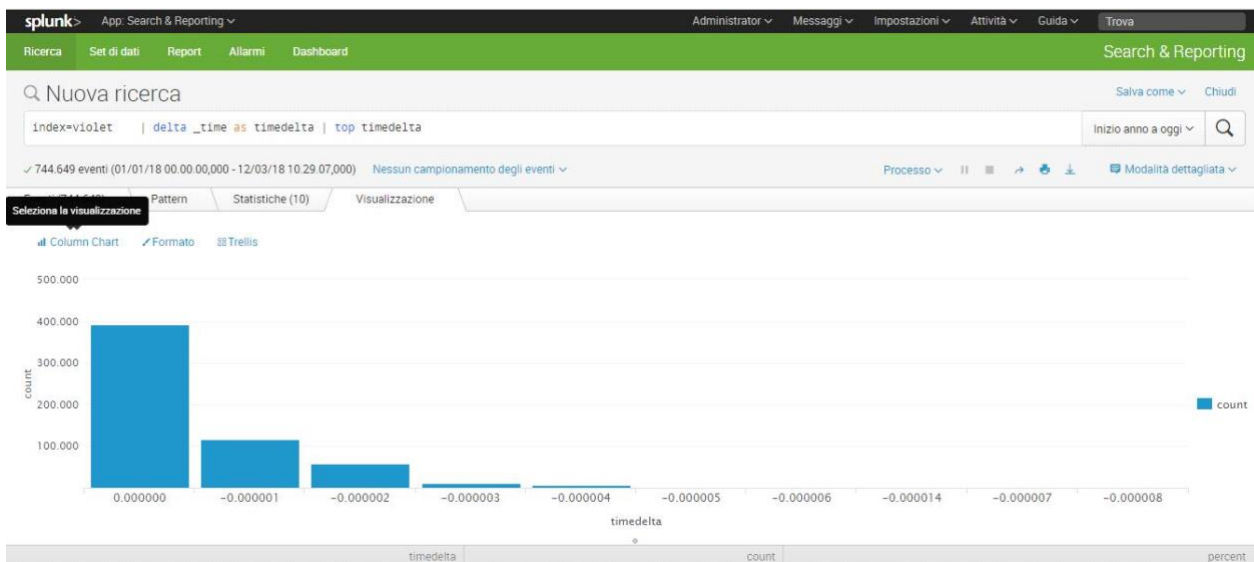 splunk> App: Search & Reporting Administrator Messaggi Impostazioni Attività Guida Trova
Ricerca Set di dati Report Allarmi Dashboard Search & Reporting
Nuova ricerca Salva come Chiudi
index=violet | delta _time as timedelta | top timedelta Inizio anno a oggi
744.649 eventi (01/01/18 00.00.00,000 - 12/03/18 10.29.07,000) Nessun campionamento degli eventi Processo Modalità dettagliata
Pattern Statistiche (10) Visualizzazione
Seleziona la visualizzazione
Column Chart Formato Trellis
500.000
400.000
300.000
200.000
100.000
count
count
0.000000 -0.000001 -0.000002 -0.000003 -0.000004 -0.000005 -0.000006 -0.000014 -0.000007 -0.000008
timedelta
timedelta count percent